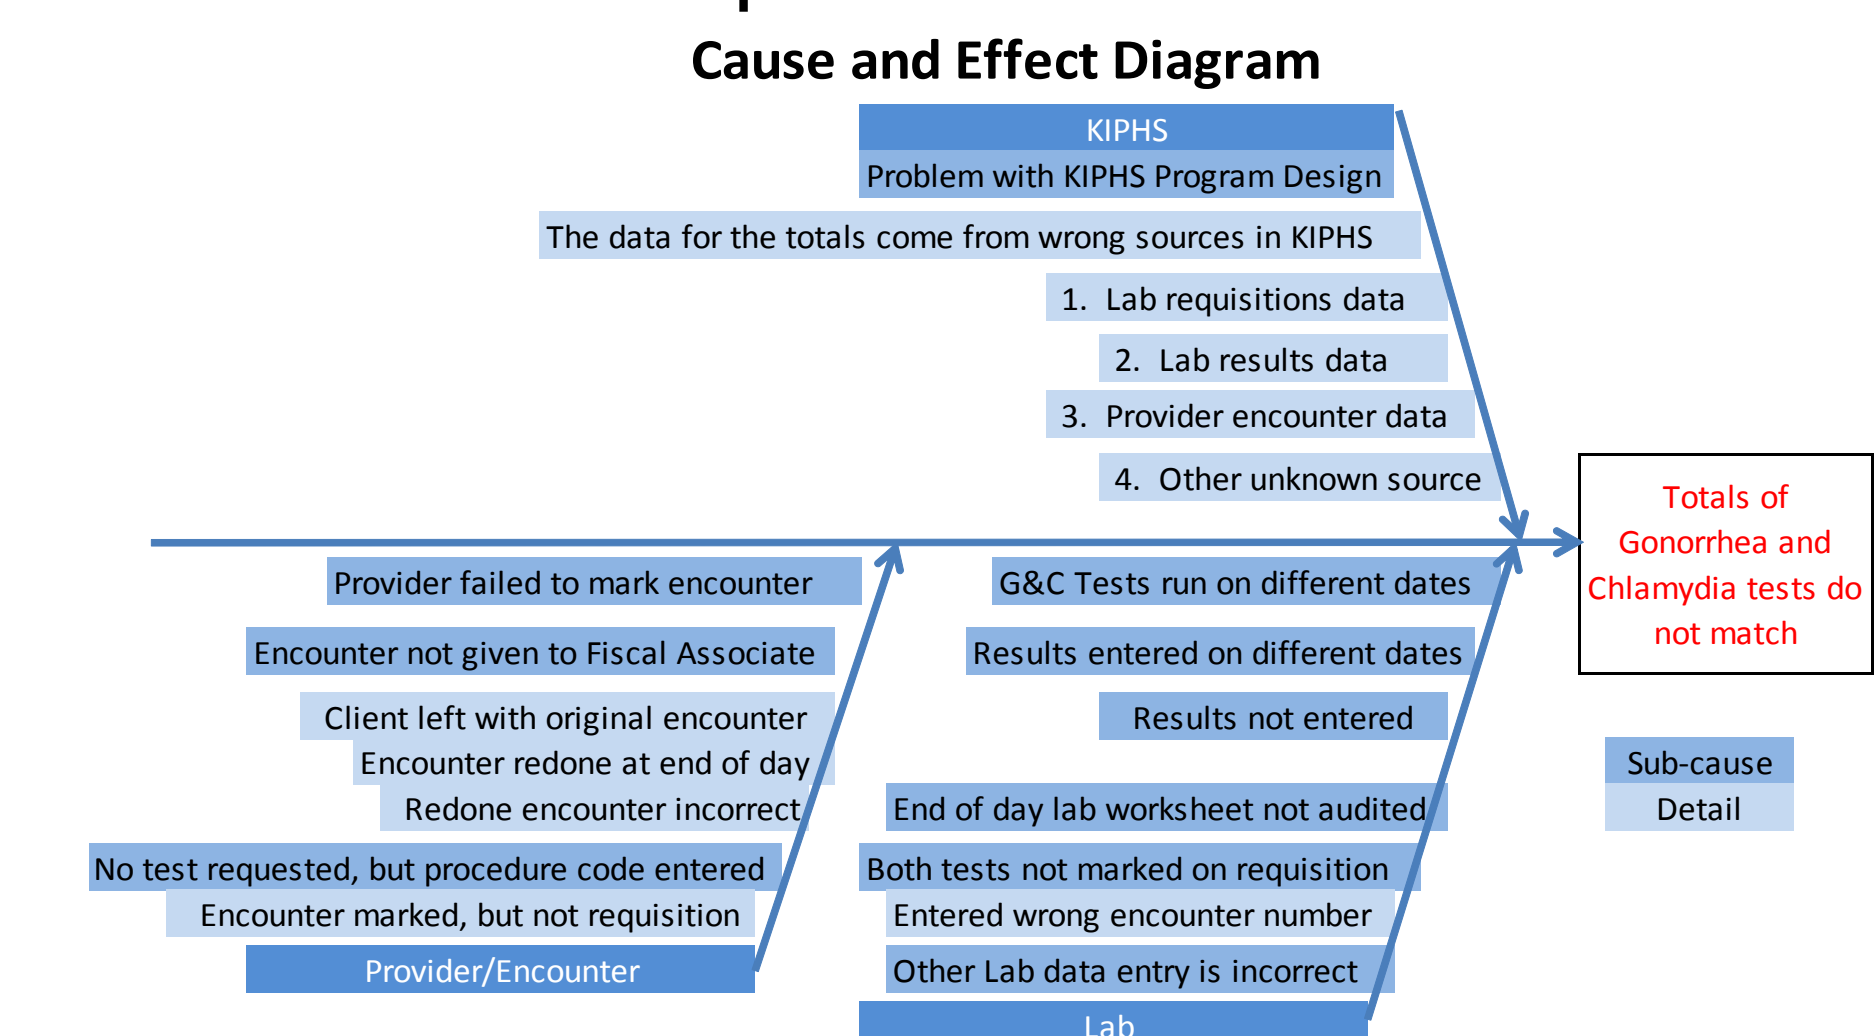 Cause and Effect Diagram
KIPHS
Problem with KIPHS Program Design
The data for the totals come from wrong sources in KIPHS
1. Lab requisitions data
2. Lab results data
3. Provider encounter data
4. Other unknown source
Totals of
Gonorrhea and
Chlamydia tests do
not match
Provider failed to mark encounter
Encounter not given to Fiscal Associate
Client left with original encounter
Encounter redone at end of day
Redone encounter incorrect
No test requested, but procedure code entered
Encounter marked, but not requisition
Provider/Encounter
G&C Tests run on different dates
Results entered on different dates
Results not entered
End of day lab worksheet not audited
Both tests not marked on requisition
Entered wrong encounter number
Other Lab data entry is incorrect
Lab
Sub-cause
Detail